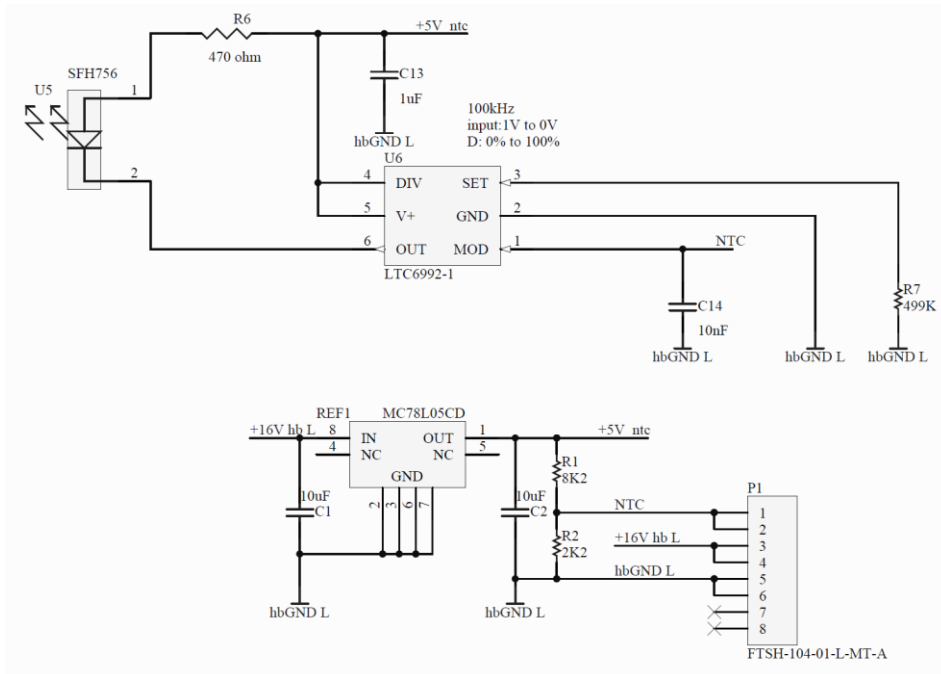 R6
+5V ntc
470 ohm
SFH756
U5
1
2
C13
1uF
hbGND L
100kHz
input:1V to 0V
D: 0% to 100%
U6
4 DIV SET 3
5 V+ GND 2
6 OUT MOD 1
LTC6992-1
NTC
R7
499K
C14
10nF
hbGND L hbGND L hbGND L
REF1 MC78L05CD
+16V hb L 8 IN OUT 1 +5V ntc
4 NC NC 5
GND
2 3 6 7
10uF
C1
10uF
C2
R1
8K2
R2
2K2
NTC
+16V hb L
hbGND L
hbGND L hbGND L
P1
1
2
3
4
5
6
7
8
FTSH-104-01-L-MT-A